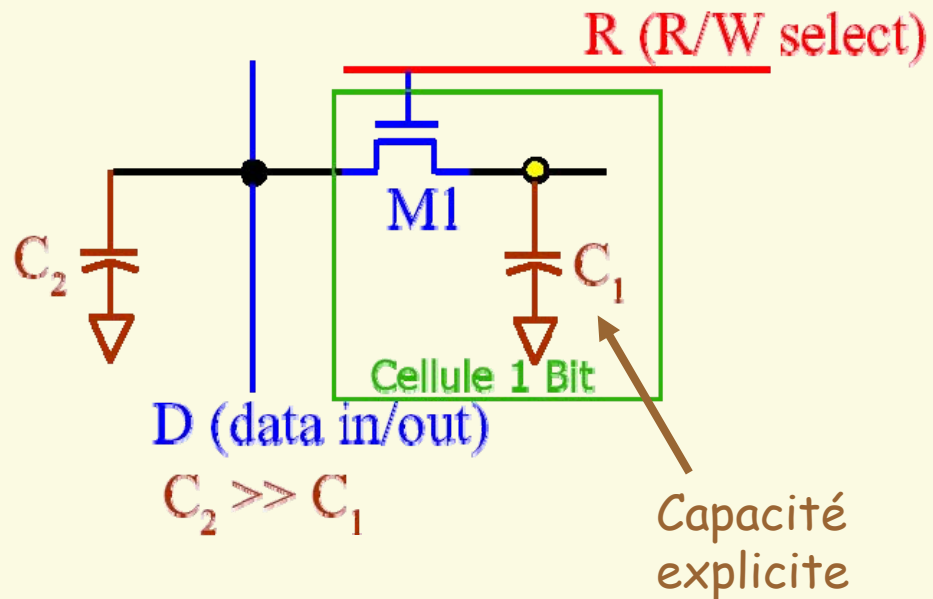 R (R/W select)
M1
C₂
C₁
Cellule 1 Bit
D (data in/out)
C₂ >> C₁
Capacité
explicite